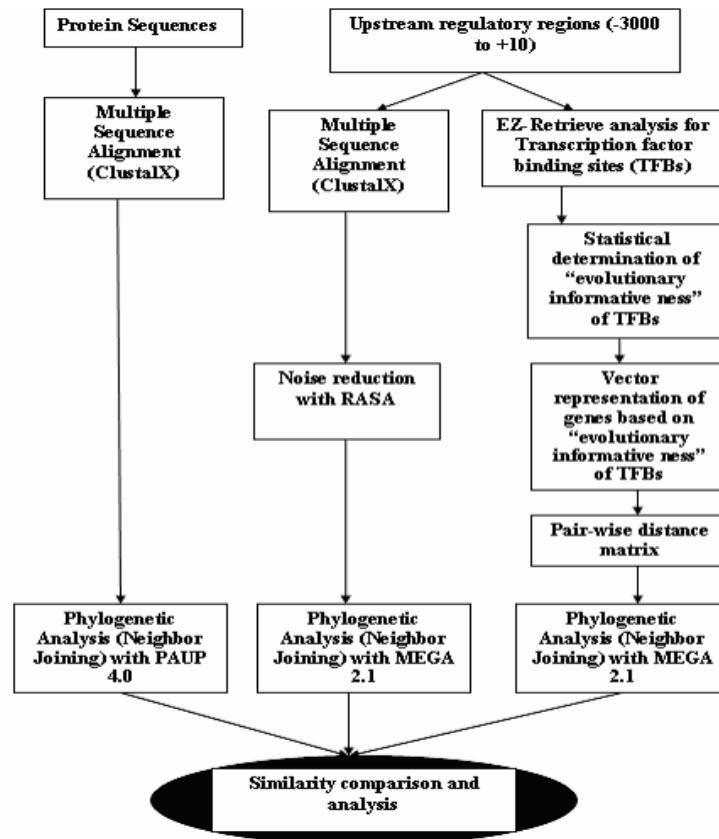 Protein Sequences
Upstream regulatory regions (-3000
to +10)
Multiple
Sequence
Alignment
(ClustalX)
Multiple
Sequence
Alignment
(ClustalX)
EZ-Retrieve analysis for
Transcription factor
binding sites (TFBs)
Statistical
determination of
“evolutionary
informative ness”
of TFBs
Noise reduction
with RASA
Vector
representation of
genes based on
“evolutionary
informative ness”
of TFBs
Pair-wise distance
matrix
Phylogenetic
Analysis (Neighbor
Joining) with PAUP
4.0
Phylogenetic
Analysis (Neighbor
Joining) with MEGA
2.1
Phylogenetic
Analysis (Neighbor
Joining) with MEGA
2.1
Similarity comparison and
analysis